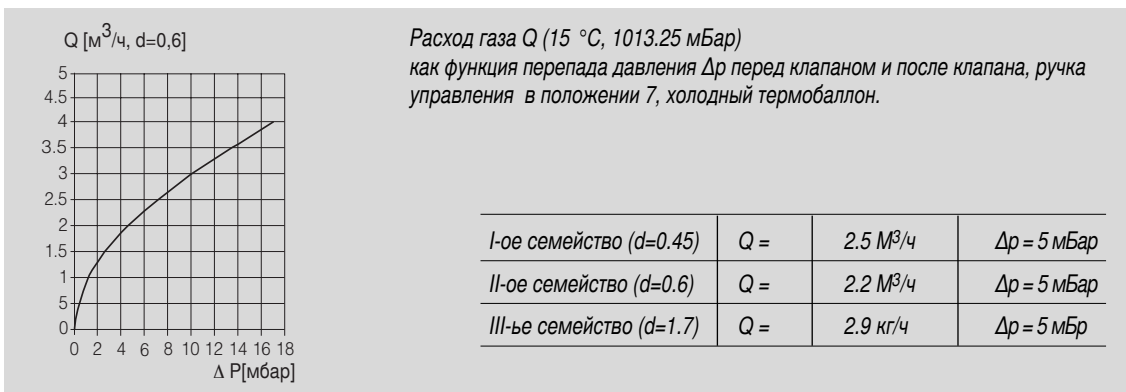 Q [м3/ч, d=0,6]
5
4.5
4
3.5
3
2.5
2
1.5
1
5
0
0 2 4 6 8 10 12 14 16 18
Δ P[мбар]
Расход газа Q (15 °C, 1013.25 мБар)
как функция перепада давления Δp перед клапаном и после клапана, ручка
управления в положении 7, холодный термобаллон.
I-ое семейство (d=0.45) Q = 2.5 М3/ч Δp = 5 мБар
II-ое семейство (d=0.6) Q = 2.2 М3/ч Δp = 5 мБар
III-ье семейство (d=1.7) Q = 2.9 кг/ч Δp = 5 мБр